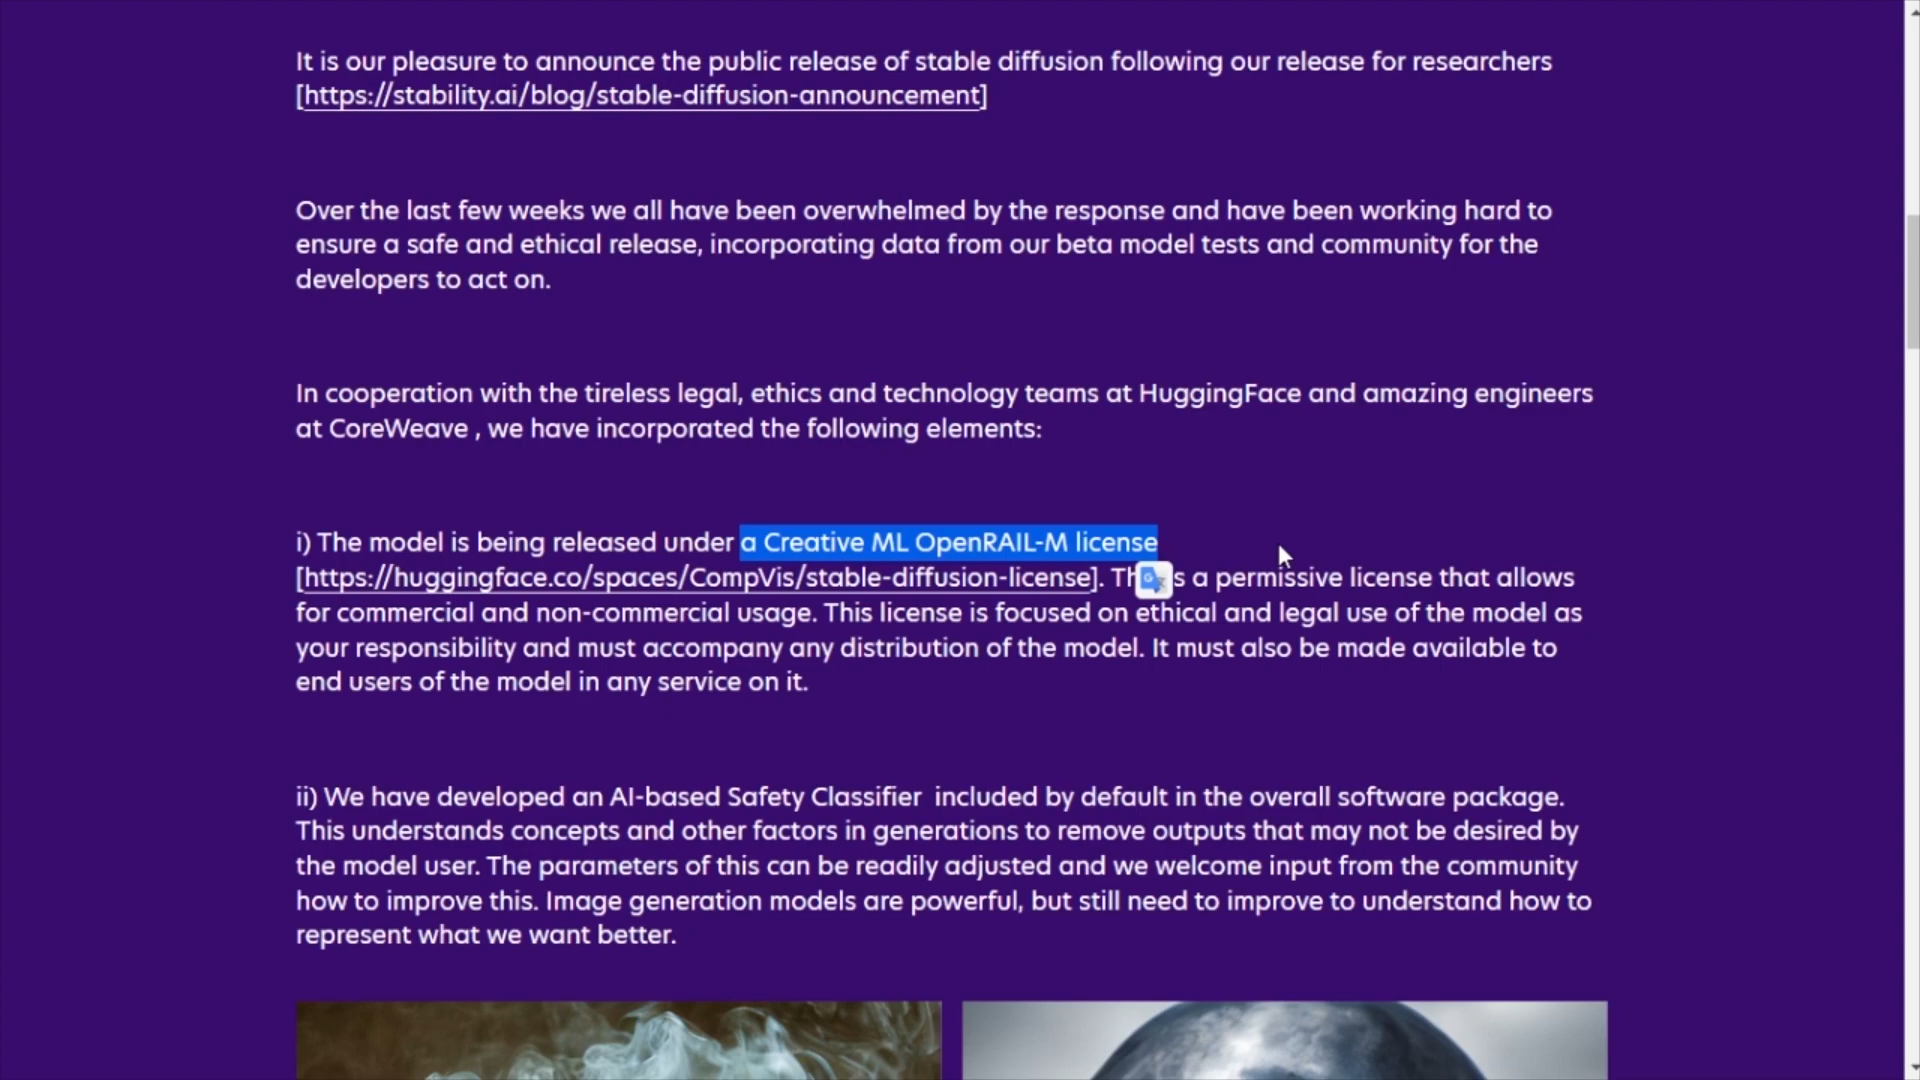 It is our pleasure to announce the public release of stable diffusion following our release for researchers
[https://stability.ai/blog/stable-diffusion-announcement]
Over the last few weeks we all have been overwhelmed by the response and have been working hard to
ensure a safe and ethical release, incorporating data from our beta model tests and community for the
developers to act on.
In cooperation with the tireless legal, ethics and technology teams at HuggingFace and amazing engineers
at CoreWeave , we have incorporated the following elements:
i) The model is being released under a Creative ML OpenRAIL-M license
[https://huggingface.co/spaces/CompVis/stable-diffusion-license]. Th s a permissive license that allows
for commercial and non-commercial usage. This license is focused on ethical and legal use of the model as
your responsibility and must accompany any distribution of the model. It must also be made available to
end users of the model in any service on it.
ii) We have developed an AI-based Safety Classifier  included by default in the overall software package.
This understands concepts and other factors in generations to remove outputs that may not be desired by
the model user. The parameters of this can be readily adjusted and we welcome input from the community
how to improve this. Image generation models are powerful, but still need to improve to understand how to
represent what we want better.